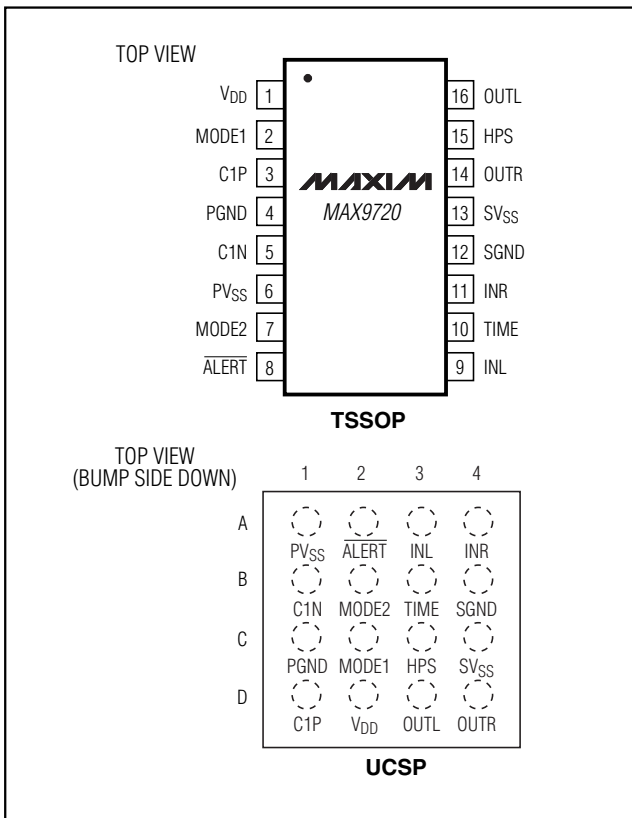 TOP VIEW
VDD 1 16 OUTL
MODE1 2 15 HPS
C1P 3 14 OUTR
MAXIM
PGND 4 MAX9720 13 SVSS
C1N 5 12 SGND
PVSS 6 11 INR
MODE2 7 10 TIME
ALERT 8 9 INL
TSSOP
TOP VIEW
(BUMP SIDE DOWN)
1 2 3 4
A
PVSS ALERT INL INR
B
C1N MODE2 TIME SGND
C
PGND MODE1 HPS SVSS
D
C1P VDD OUTL OUTR
UCSP